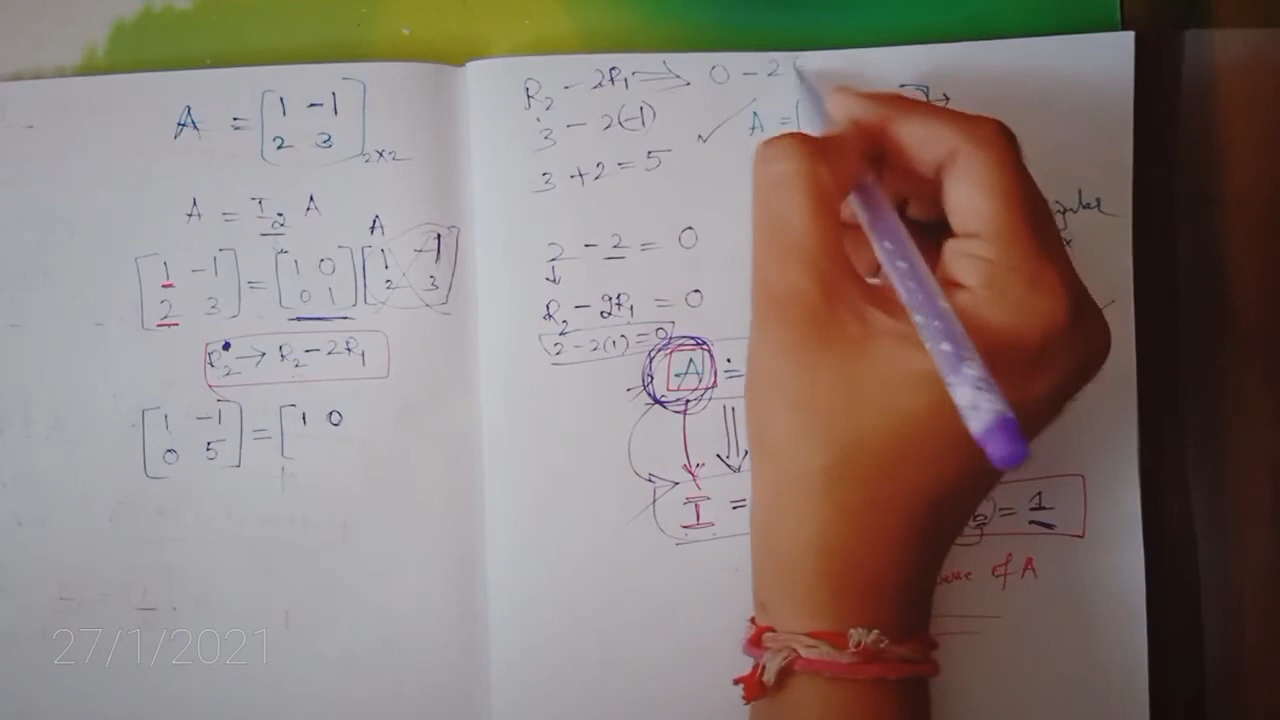 A = [1 -1
2 3] 2×2
A = I₂ A
A
[1 -1
2 3] = [1 0
0 1] [1 -1
2 3]
R₂ → R₂ - 2R₁
[1 -1
0 5] = [1 0
R₂ - 2R₁ → 0 - 2
3 - 2(-1)
✓ A =
3 + 2 = 5
2 - 2 = 0
↓
R₂ - 2R₁ = 0
2 - 2(1) = 0
A =
I =
= 1
of A
27/1/2021